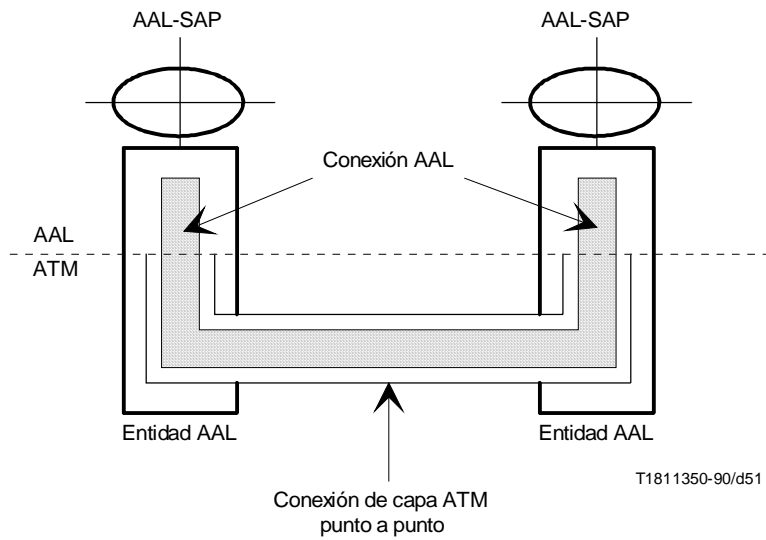 AAL-SAP
AAL-SAP
Conexión AAL
AAL
ATM
Entidad AAL
Entidad AAL
T1811350-90/d51
Conexión de capa ATM
punto a punto